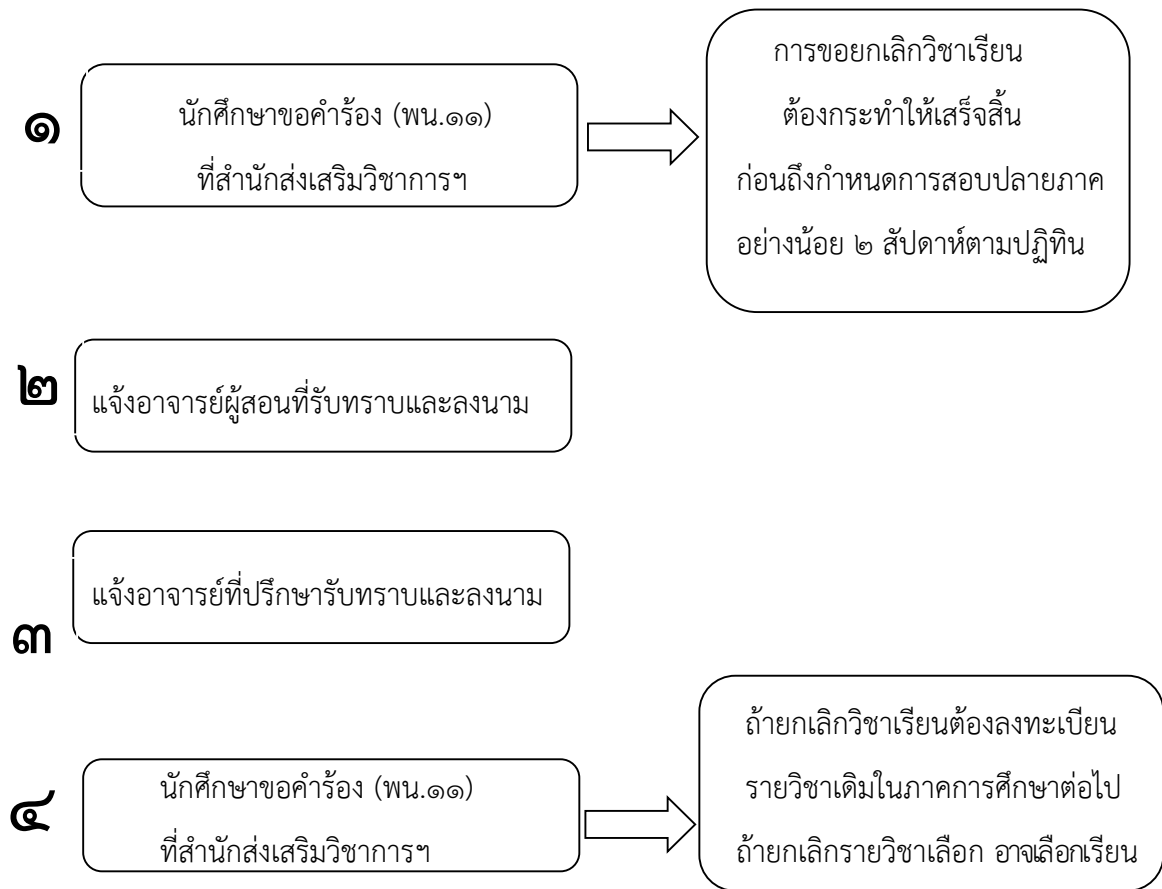 ๑
นักศึกษาขอคำร้อง (พน.๑๑)
ที่สำนักส่งเสริมวิชาการฯ
การขอยกเลิกวิชาเรียน
ต้องกระทำให้เสร็จสิ้น
ก่อนถึงกำหนดการสอบปลายภาค
อย่างน้อย ๒ สัปดาห์ตามปฏิทิน
๒
แจ้งอาจารย์ผู้สอนที่รับทราบและลงนาม
๓
แจ้งอาจารย์ที่ปรึกษารับทราบและลงนาม
๔
นักศึกษาขอคำร้อง (พน.๑๑)
ที่สำนักส่งเสริมวิชาการฯ
ถ้ายกเลิกวิชาเรียนต้องลงทะเบียน
รายวิชาเดิมในภาคการศึกษาต่อไป
ถ้ายกเลิกรายวิชาเลือก อาจเลือกเรียน